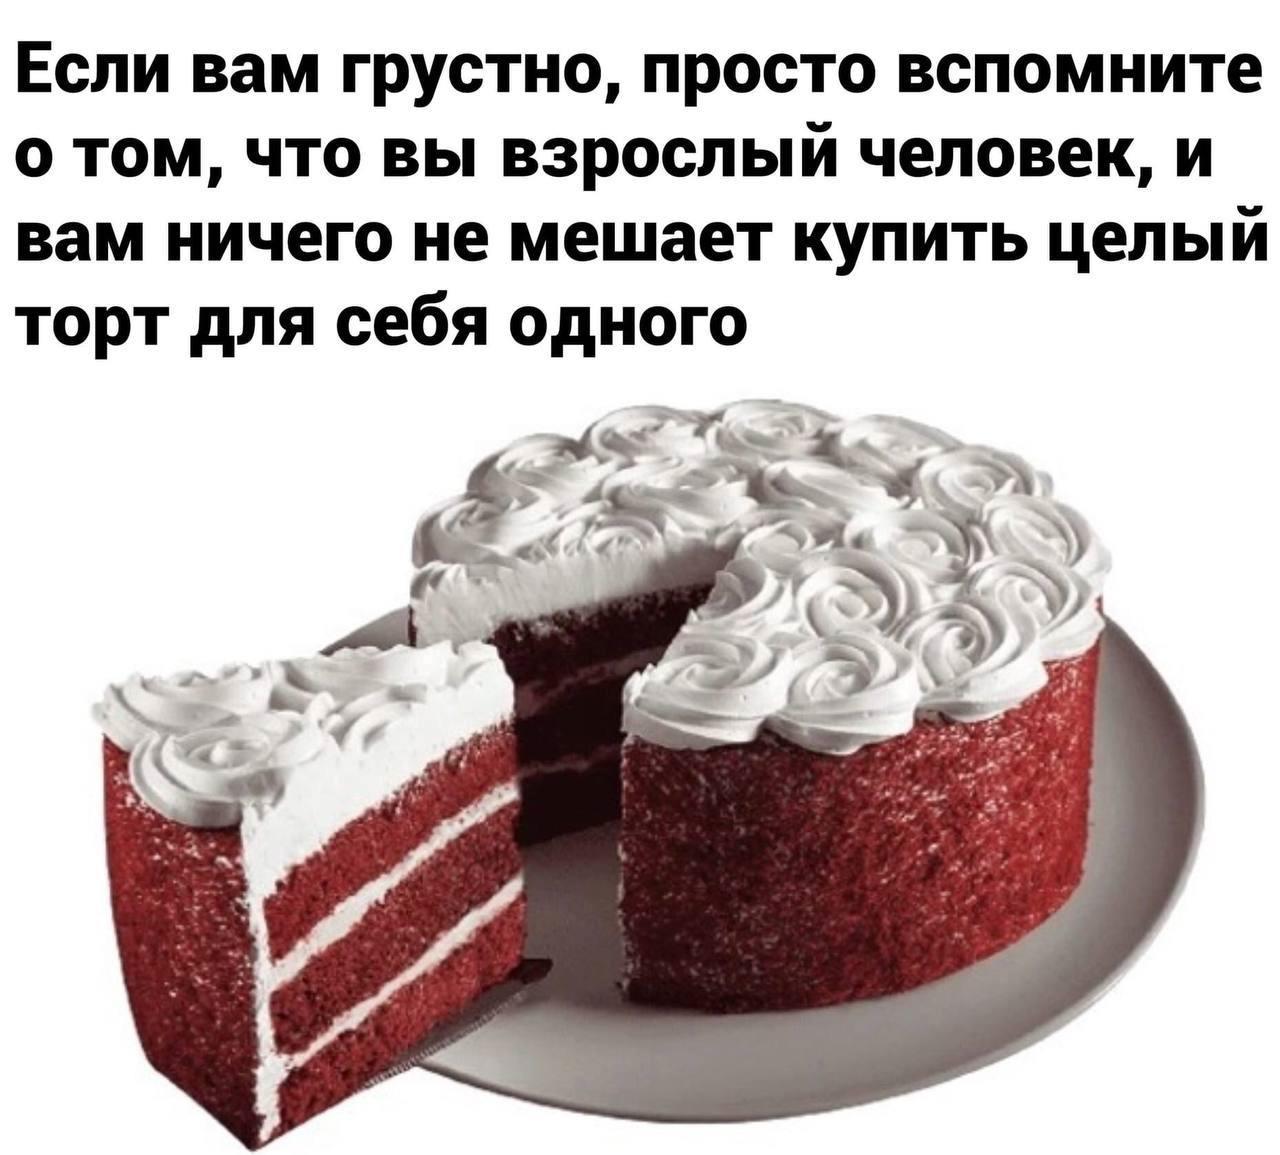 Если вам грустно, просто вспомните
о том, что вы взрослый человек, и
вам ничего не мешает купить целый
торт для себя одного